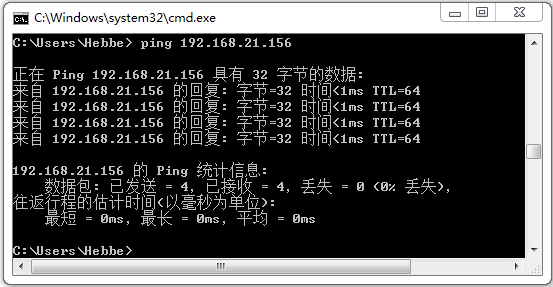 C:\Windows\system32\cmd.exe
C:\Users\Hebbe> ping 192.168.21.156
正在 Ping 192.168.21.156 具有 32 字节的数据:
来自 192.168.21.156 的回复: 字节=32 时间<1ms TTL=64
来自 192.168.21.156 的回复: 字节=32 时间<1ms TTL=64
来自 192.168.21.156 的回复: 字节=32 时间<1ms TTL=64
来自 192.168.21.156 的回复: 字节=32 时间<1ms TTL=64
192.168.21.156 的 Ping 统计信息:
数据包: 已发送 = 4, 已接收 = 4, 丢失 = 0 (0% 丢失),
往返行程的估计时间(以毫秒为单位):
最短 = 0ms, 最长 = 0ms, 平均 = 0ms
C:\Users\Hebbe>